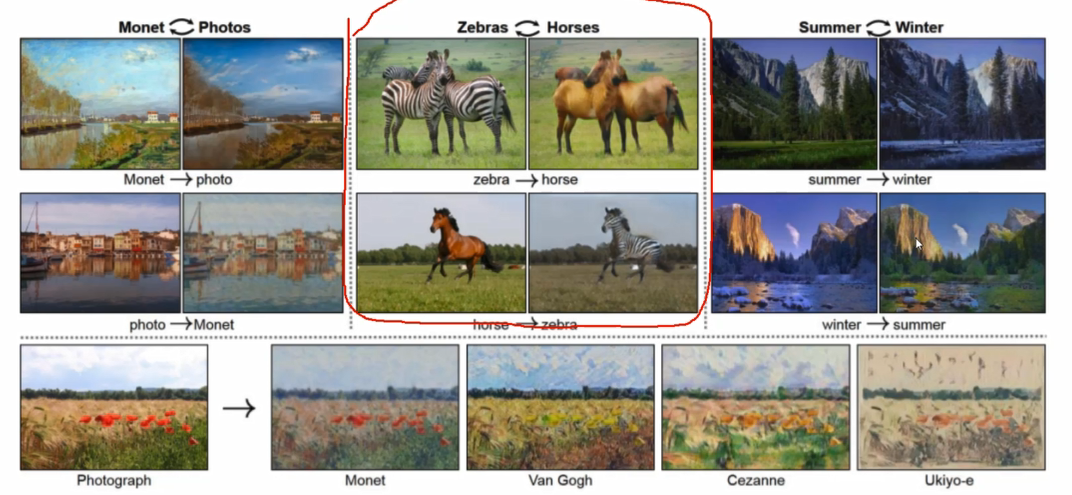 Monet ⇄ Photos
Zebras ⇄ Horses
Summer ⇄ Winter
Monet → photo
zebra → horse
summer → winter
photo → Monet
horse → zebra
winter → summer
Photograph
Monet
Van Gogh
Cezanne
Ukiyo-e